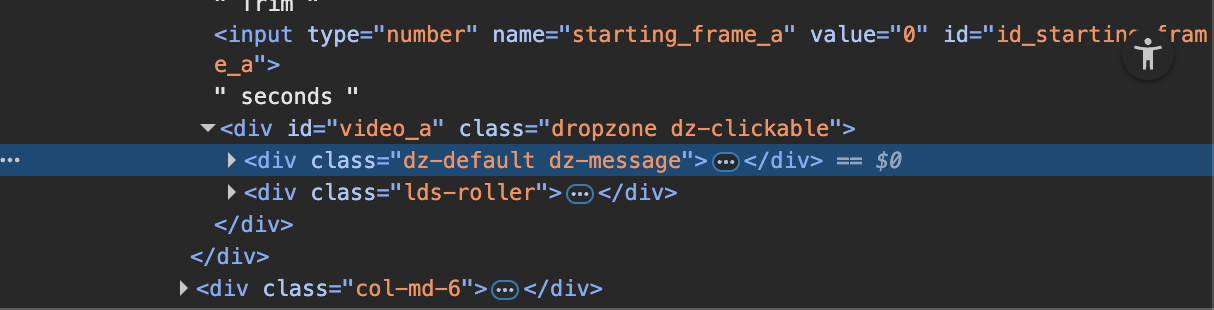 " Trim "
<input type="number" name="starting_frame_a" value="0" id="id_starting_fram
e_a">
" seconds "
<div id="video_a" class="dropzone dz-clickable">
<div class="dz-default dz-message">…</div> == $0
<div class="lds-roller">…</div>
</div>
</div>
<div class="col-md-6">…</div>